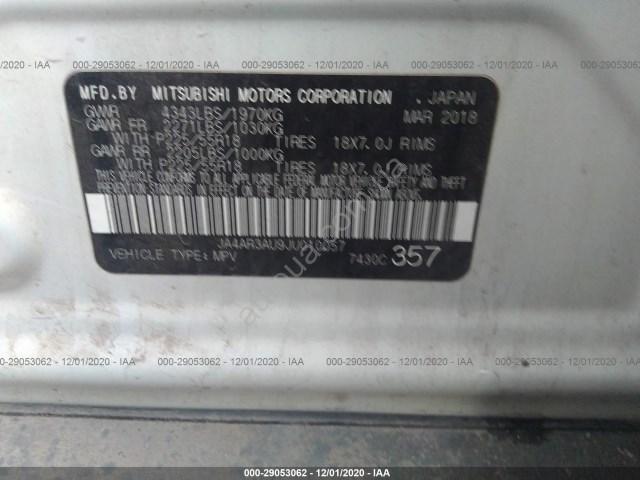 000-29053062 - 12/01/2020 - IAA
MFD.BY MITSUBISHI MOTORS CORPORATION . JAPAN
GVWR 4343LBS/1970KG MAR 2018
GAWR FR 2271LBS/1030KG
WITH P225/55R18 TIRES 18X7.0J RIMS
GAWR RR 2205LBS/1000KG
WITH P225/55R18 TIRES 18X7.0J RIMS
THIS VEHICLE CONFORMS TO ALL APPLICABLE FEDERAL MOTOR VEHICLE SAFETY AND THEFT
PREVENTION STANDARDS IN EFFECT ON THE DATE OF MANUFACTURE SHOWN ABOVE.
JA4AR3AU9JU010057
VEHICLE TYPE: MPV 7430C 357
000-29053062 - 12/01/2020 - IAA
000-29053062 - 12/01/2020 - IAA